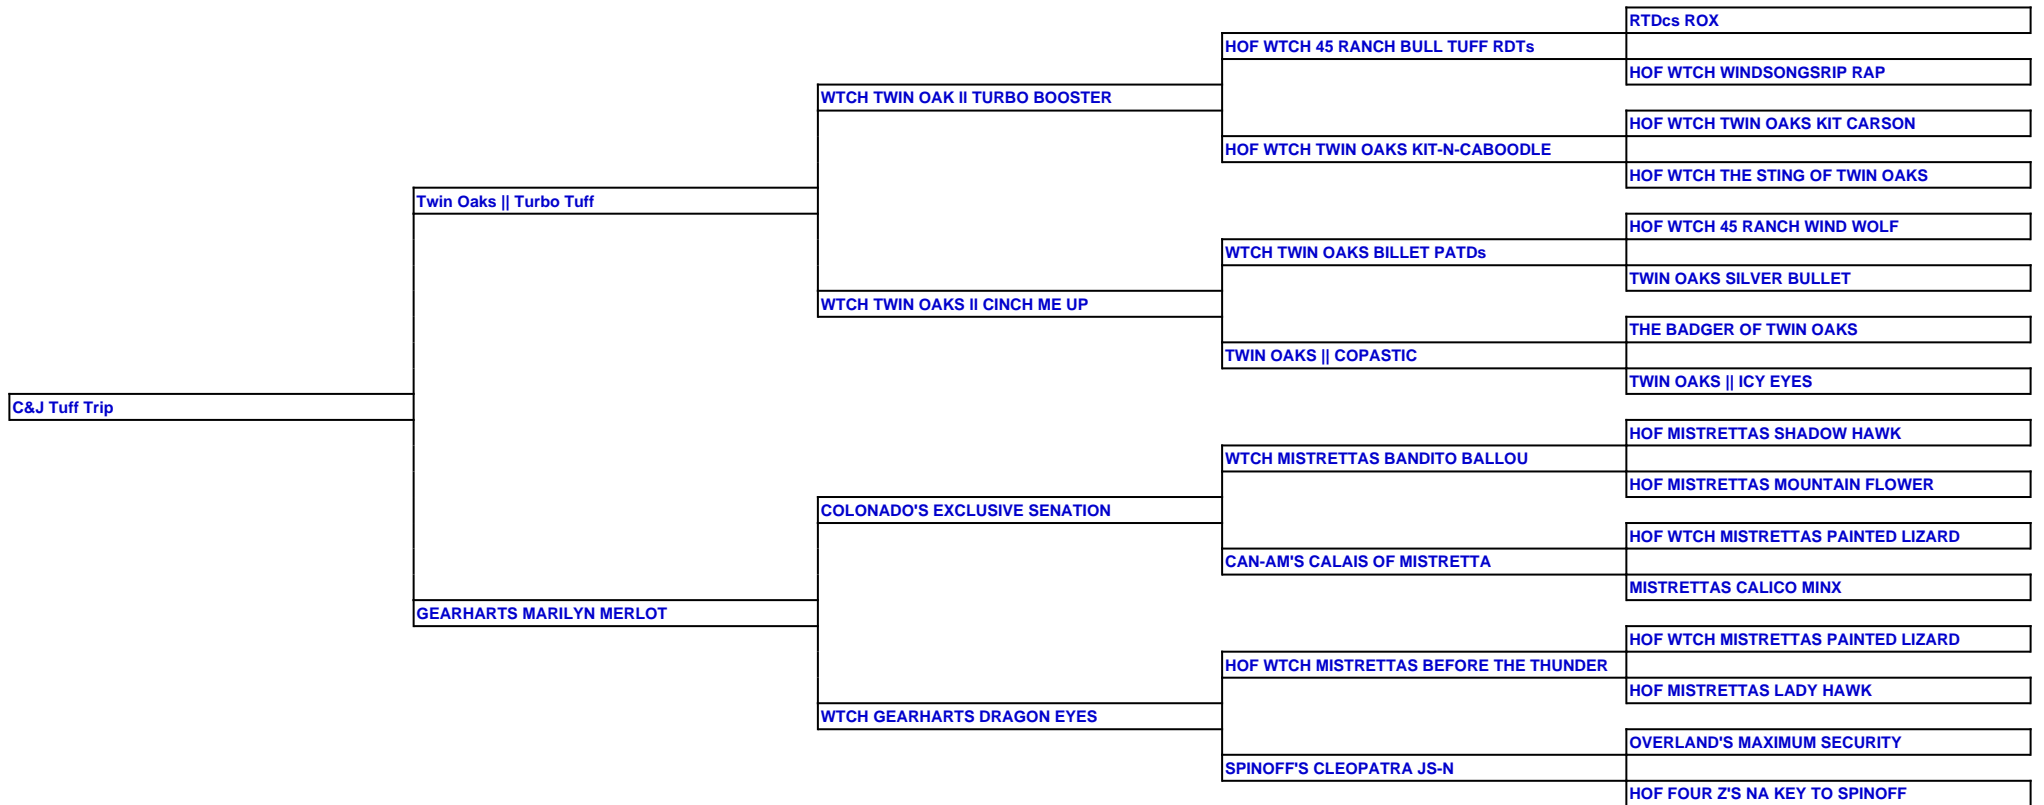 RTDcs ROX
HOF WTCH 45 RANCH BULL TUFF RDTs
HOF WTCH WINDSONGSRIP RAP
WTCH TWIN OAK II TURBO BOOSTER
HOF WTCH TWIN OAKS KIT CARSON
HOF WTCH TWIN OAKS KIT-N-CABOODLE
HOF WTCH THE STING OF TWIN OAKS
Twin Oaks || Turbo Tuff
HOF WTCH 45 RANCH WIND WOLF
WTCH TWIN OAKS BILLET PATDs
TWIN OAKS SILVER BULLET
WTCH TWIN OAKS II CINCH ME UP
THE BADGER OF TWIN OAKS
TWIN OAKS || COPASTIC
TWIN OAKS || ICY EYES
C&J Tuff Trip
HOF MISTRETTAS SHADOW HAWK
WTCH MISTRETTAS BANDITO BALLOU
HOF MISTRETTAS MOUNTAIN FLOWER
COLONADO'S EXCLUSIVE SENATION
HOF WTCH MISTRETTAS PAINTED LIZARD
CAN-AM'S CALAIS OF MISTRETTA
MISTRETTAS CALICO MINX
GEARHARTS MARILYN MERLOT
HOF WTCH MISTRETTAS PAINTED LIZARD
HOF WTCH MISTRETTAS BEFORE THE THUNDER
HOF MISTRETTAS LADY HAWK
WTCH GEARHARTS DRAGON EYES
OVERLAND'S MAXIMUM SECURITY
SPINOFF'S CLEOPATRA JS-N
HOF FOUR Z'S NA KEY TO SPINOFF